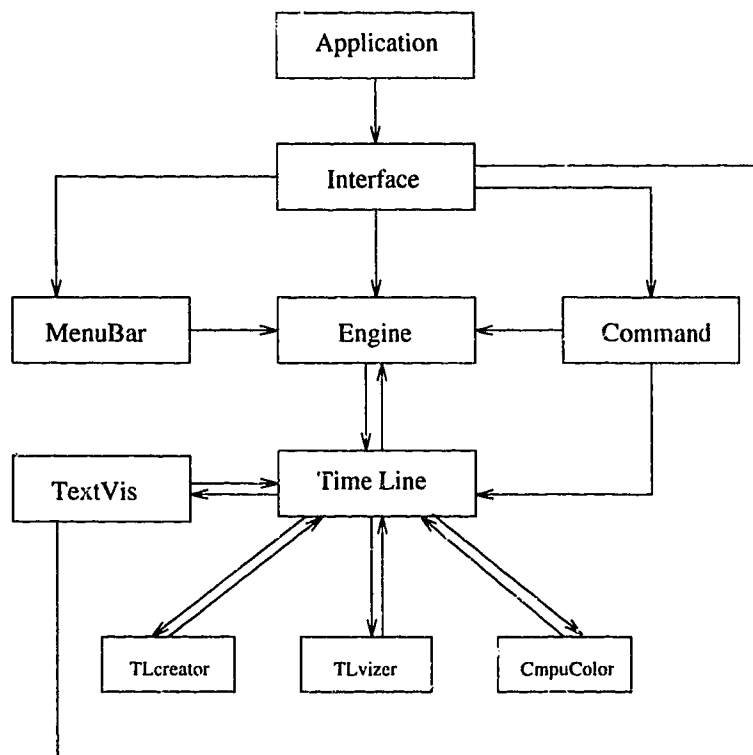 Application
Interface
MenuBar
Engine
Command
TextVis
Time Line
TLcreator
TLvizer
CmpuColor